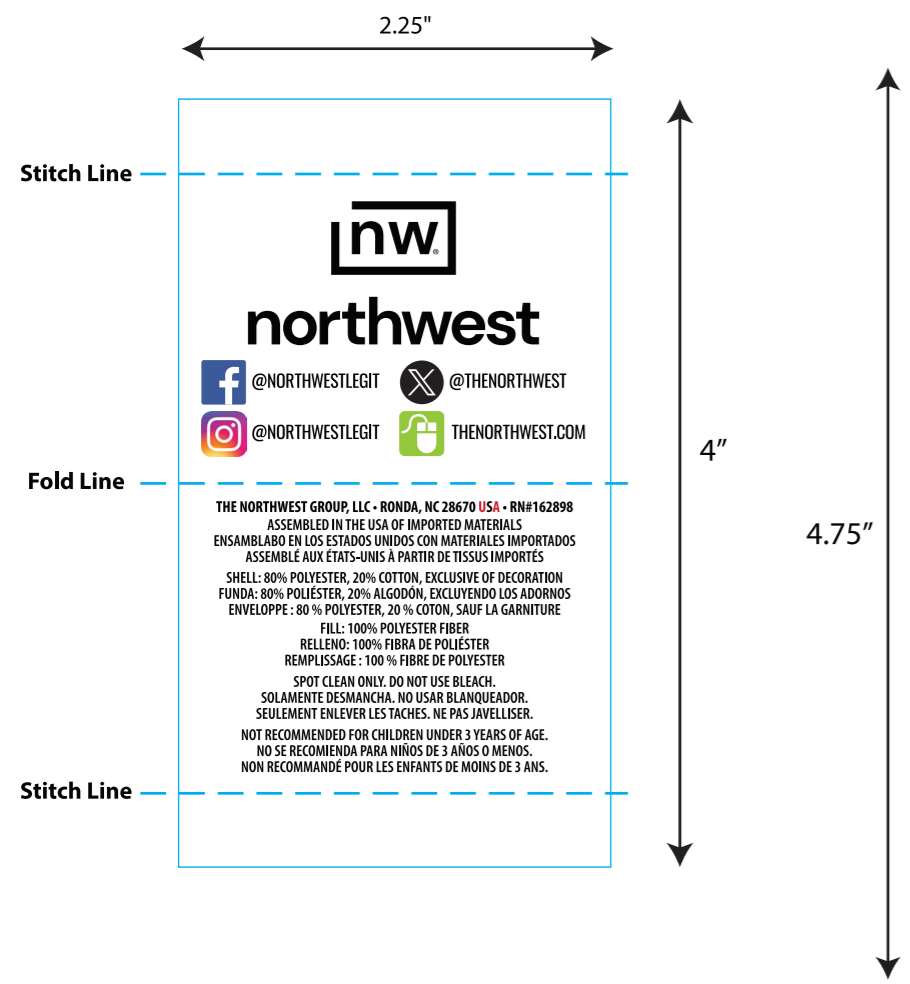 2.25"
Stitch Line
nw®
northwest
@NORTHWESTLEGIT @THENORTHWEST
@NORTHWESTLEGIT THENORTHWEST.COM
4”
Fold Line
THE NORTHWEST GROUP, LLC • RONDA, NC 28670 USA • RN#162898
ASSEMBLED IN THE USA OF IMPORTED MATERIALS
ENSAMBLABO EN LOS ESTADOS UNIDOS CON MATERIALES IMPORTADOS
ASSEMBLÉ AUX ÉTATS-UNIS À PARTIR DE TISSUS IMPORTÉS
4.75”
SHELL: 80% POLYESTER, 20% COTTON, EXCLUSIVE OF DECORATION
FUNDA: 80% POLIÉSTER, 20% ALGODÓN, EXCLUYENDO LOS ADORNOS
ENVELOPPE : 80 % POLYESTER, 20 % COTON, SAUF LA GARNITURE
FILL: 100% POLYESTER FIBER
RELLENO: 100% FIBRA DE POLIÉSTER
REMPLISSAGE : 100 % FIBRE DE POLYESTER
SPOT CLEAN ONLY. DO NOT USE BLEACH.
SOLAMENTE DESMANCHA. NO USAR BLANQUEADOR.
SEULEMENT ENLEVER LES TACHES. NE PAS JAVELLISER.
NOT RECOMMENDED FOR CHILDREN UNDER 3 YEARS OF AGE.
NO SE RECOMIENDA PARA NIÑOS DE 3 AÑOS O MENOS.
NON RECOMMANDÉ POUR LES ENFANTS DE MOINS DE 3 ANS.
Stitch Line